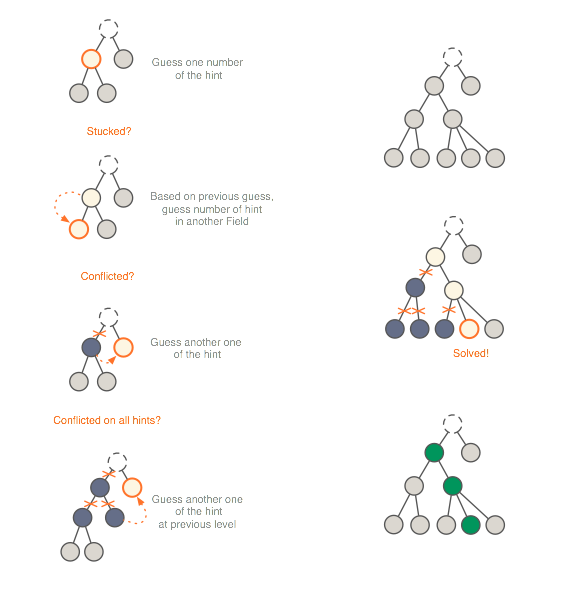 Guess one number
of the hint
Stucked?
Based on previous guess,
guess number of hint
in another Field
Conflicted?
Guess another one
of the hint
Solved!
Conflicted on all hints?
Guess another one
of the hint
at previous level